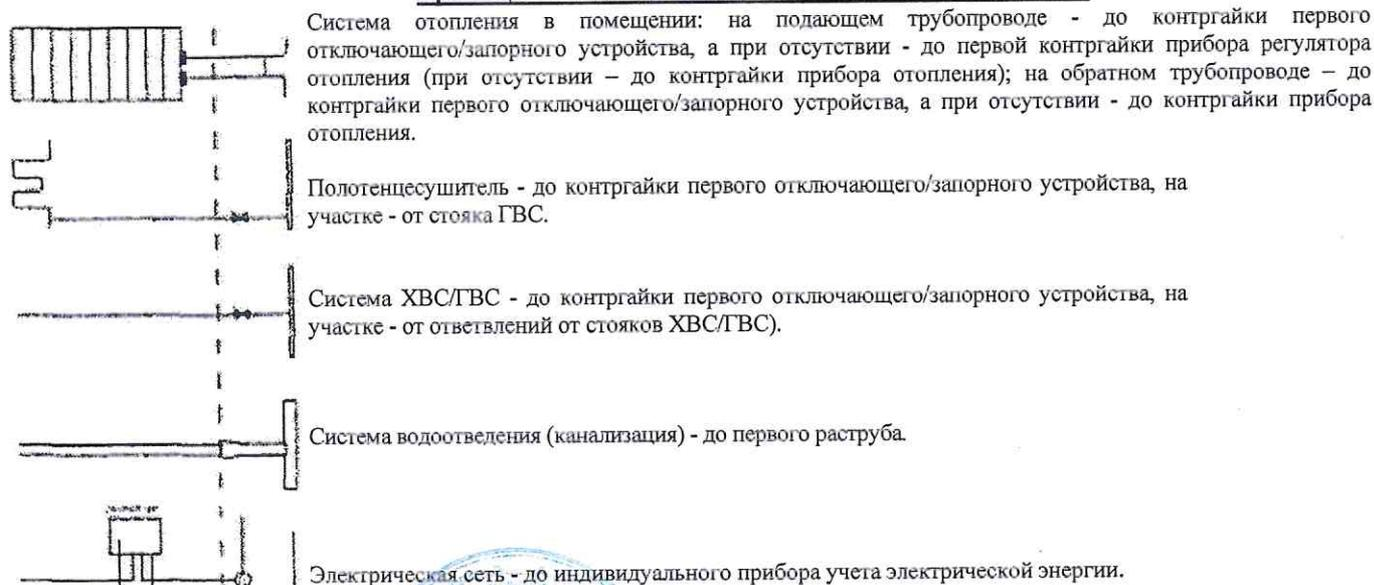 Система отопления в помещении: на подающем трубопроводе - до контргайки первого
отключающего/запорного устройства, а при отсутствии - до первой контргайки прибора регулятора
отопления (при отсутствии – до контргайки прибора отопления); на обратном трубопроводе – до
контргайки первого отключающего/запорного устройства, а при отсутствии - до контргайки прибора
отопления.
Полотенцесушитель - до контргайки первого отключающего/запорного устройства, на
участке - от стояка ГВС.
Система ХВС/ГВС - до контргайки первого отключающего/запорного устройства, на
участке - от ответвлений от стояков ХВС/ГВС).
Система водоотведения (канализация) - до первого раструба.
Электрическая сеть - до индивидуального прибора учета электрической энергии.